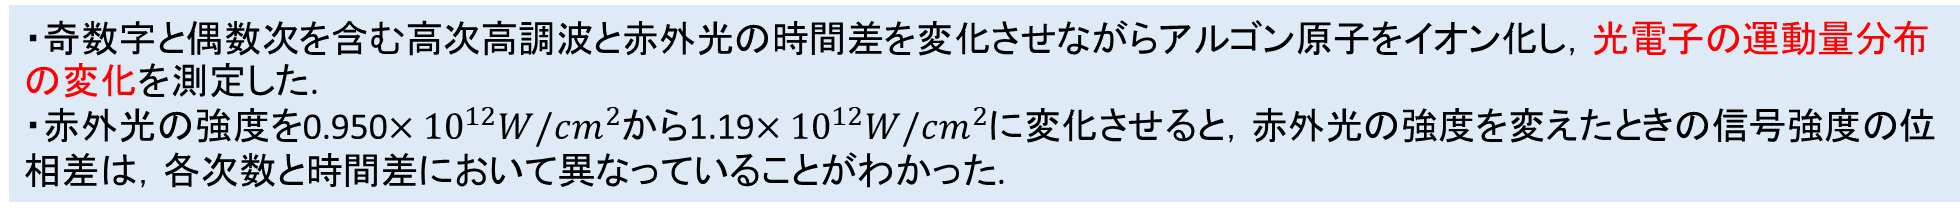 ・奇数字と偶数次を含む高次高調波と赤外光の時間差を変化させながらアルゴン原子をイオン化し，光電子の運動量分布
の変化を測定した.
・赤外光の強度を0.950× 10¹²W/cm²から1.19× 10¹²W/cm²に変化させると，赤外光の強度を変えたときの信号強度の位
相差は，各次数と時間差において異なっていることがわかった.